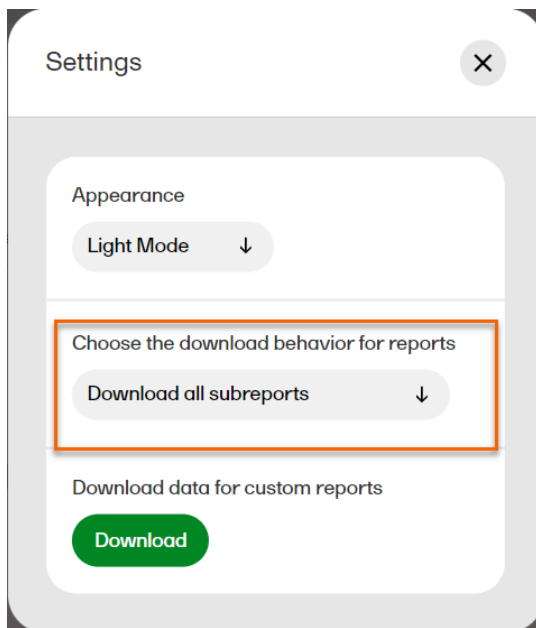 Settings
Appearance
Light Mode
Choose the download behavior for reports
Download all subreports
Download data for custom reports
Download